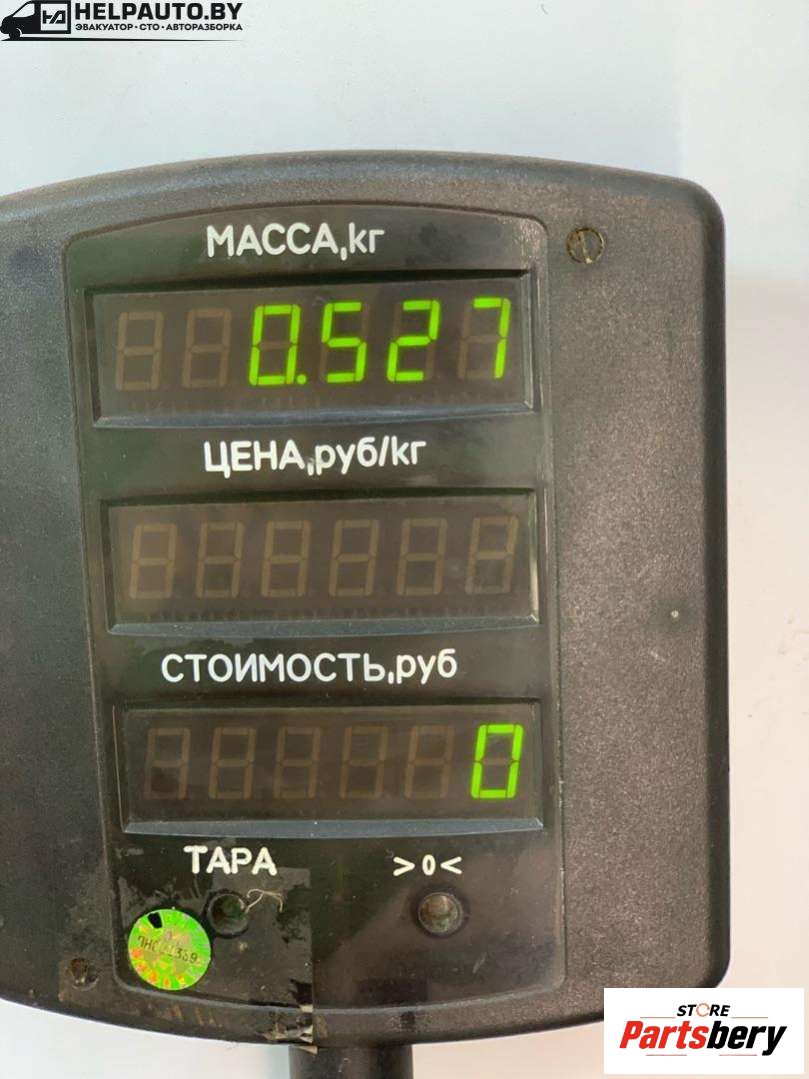 HELPAUTO.BY
ЭВАКУАТОР•СТО•АВТОРАЗБОРКА
МАССА,кг
0.527
ЦЕНА,руб/кг
СТОИМОСТЬ,руб
0
ТАРА >0<
STORE
Partsbery